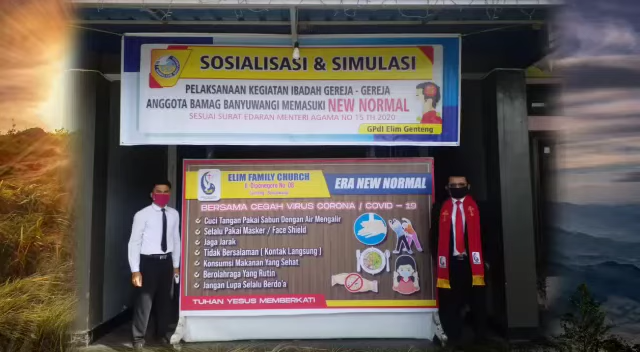 SOSIALISASI & SIMULASI
PELAKSANAAN KEGIATAN IBADAH GEREJA - GEREJA
ANGGOTA BAMAG BANYUWANGI MEMASUKI NEW NORMAL
SESUAI SURAT EDARAN MENTERI AGAMA NO 15 TH 2020
GPdI Elim Genteng
ELIM FAMILY CHURCH
ERA NEW NORMAL
BERSAMA CEGAH VIRUS CORONA / COVID - 19
Cuci Tangan Pakai Sabun Dengan Air Mengalir
Selalu Pakai Masker / Face Shield
Jaga Jarak
Tidak Bersalaman ( Kontak Langsung )
Konsumsi Makanan Yang Sehat
Berolahraga Yang Rutin
Jangan Lupa Selalu Berdo'a
TUHAN YESUS MEMBERKATI